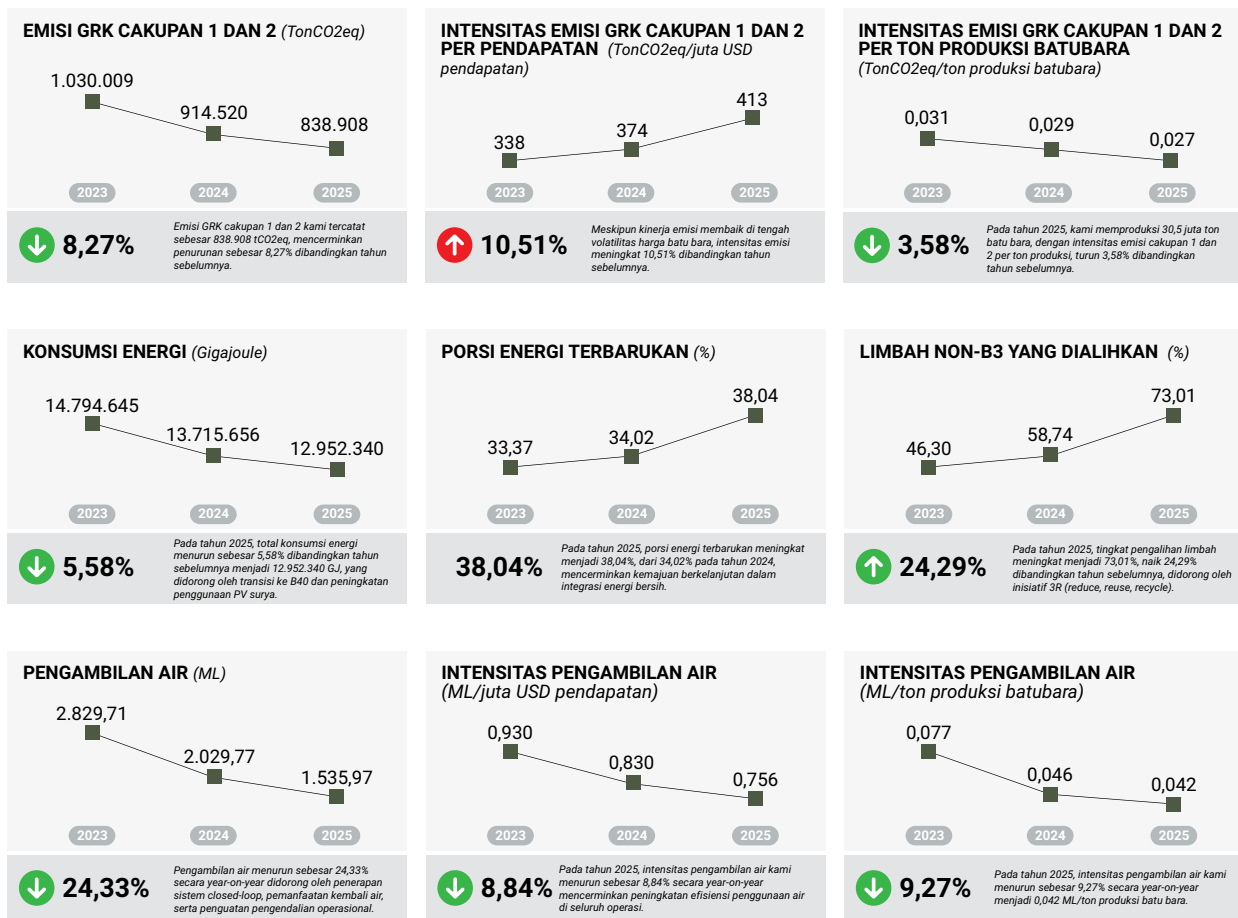 EMISI GRK CAKUPAN 1 DAN 2 (TonCO2eq)
1.030.009
914.520
838.908
2023
2024
2025
8,27%
Emisi GRK cakupan 1 dan 2 kami tercatat
sebesar 838.908 tCO2eq, mencerminkan
penurunan sebesar 8,27% dibandingkan tahun
sebelumnya.
INTENSITAS EMISI GRK CAKUPAN 1 DAN 2
PER PENDAPATAN (TonCO2eq/juta USD
pendapatan)
338
374
413
2023
2024
2025
10,51%
Meskipun kinerja emisi membaik di tengah
volatilitas harga batu bara, intensitas emisi
meningkat 10,51% dibandingkan tahun
sebelumnya.
INTENSITAS EMISI GRK CAKUPAN 1 DAN 2
PER TON PRODUKSI BATUBARA
(TonCO2eq/ton produksi batubara)
0,031
0,029
0,027
2023
2024
2025
3,58%
Pada tahun 2025, kami memproduksi 30,5 juta ton
batu bara, dengan intensitas emisi cakupan 1 dan
2 per ton produksi, turun 3,58% dibandingkan
tahun sebelumnya.
KONSUMSI ENERGI (Gigajoule)
14.794.645
13.715.656
12.952.340
2023
2024
2025
5,58%
Pada tahun 2025, total konsumsi energi
menurun sebesar 5,58% dibandingkan tahun
sebelumnya menjadi 12.952.340 GJ, yang
didorong oleh transisi ke B40 dan peningkatan
penggunaan PV surya.
PORSI ENERGI TERBARUKAN (%)
33,37
34,02
38,04
2023
2024
2025
38,04%
Pada tahun 2025, porsi energi terbarukan meningkat
menjadi 38,04%, dari 34,02% pada tahun 2024,
mencerminkan kemajuan berkelanjutan dalam
integrasi energi bersih.
LIMBAH NON-B3 YANG DIALIHKAN (%)
46,30
58,74
73,01
2023
2024
2025
24,29%
Pada tahun 2025, tingkat pengalihan limbah
meningkat menjadi 73,01%, naik 24,29%
dibandingkan tahun sebelumnya, didorong oleh
inisiatif 3R (reduce, reuse, recycle).
PENGAMBILAN AIR (ML)
2.829,71
2.029,77
1.535,97
2023
2024
2025
24,33%
Pengambilan air menurun sebesar 24,33%
secara year-on-year didorong oleh penerapan
sistem closed-loop, pemanfaatan kembali air,
serta penguatan pengendalian operasional.
INTENSITAS PENGAMBILAN AIR
(ML/juta USD pendapatan)
0,930
0,830
0,756
2023
2024
2025
8,84%
Pada tahun 2025, intensitas pengambilan air kami
menurun sebesar 8,84% secara year-on-year
mencerminkan peningkatan efisiensi penggunaan air
di seluruh operasi.
INTENSITAS PENGAMBILAN AIR
(ML/ton produksi batubara)
0,077
0,046
0,042
2023
2024
2025
9,27%
Pada tahun 2025, intensitas pengambilan air kami
menurun sebesar 9,27% secara year-on-year
menjadi 0,042 ML/ton produksi batu bara.